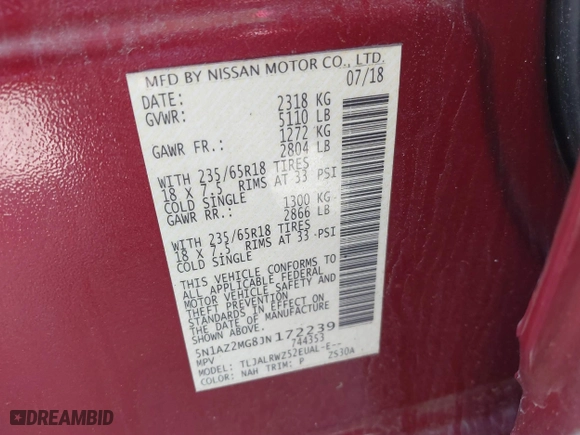 MFD BY NISSAN MOTOR CO., LTD.
DATE: 07/18
GVWR: 2318 KG
5110 LB
GAWR FR.: 1272 KG
2804 LB
WITH 235/65R18 TIRES
18 X 7.5 RIMS AT 33 PSI
COLD SINGLE
GAWR RR.: 1300 KG
2866 LB
WITH 235/65R18 TIRES
18 X 7.5 RIMS AT 33 PSI
COLD SINGLE
THIS VEHICLE CONFORMS TO
ALL APPLICABLE FEDERAL
MOTOR VEHICLE SAFETY AND
THEFT PREVENTION
STANDARDS IN EFFECT ON
THE DATE OF MANUFACTURE
SHOWN ABOVE.
5N1AZ2MG8JN172239
MPV 744353
MODEL: TLJALRWZ52EUAL-E--
COLOR: NAH TRIM: P ZS30A
DREAMBID